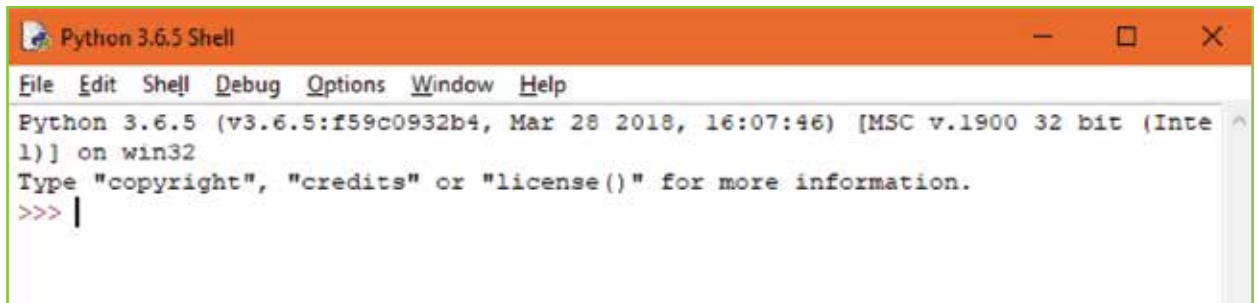 Python 3.6.5 Shell
File Edit Shell Debug Options Window Help
Python 3.6.5 (v3.6.5:f59c0932b4, Mar 28 2018, 16:07:46) [MSC v.1900 32 bit (Inte
l)] on win32
Type "copyright", "credits" or "license()" for more information.
>>>